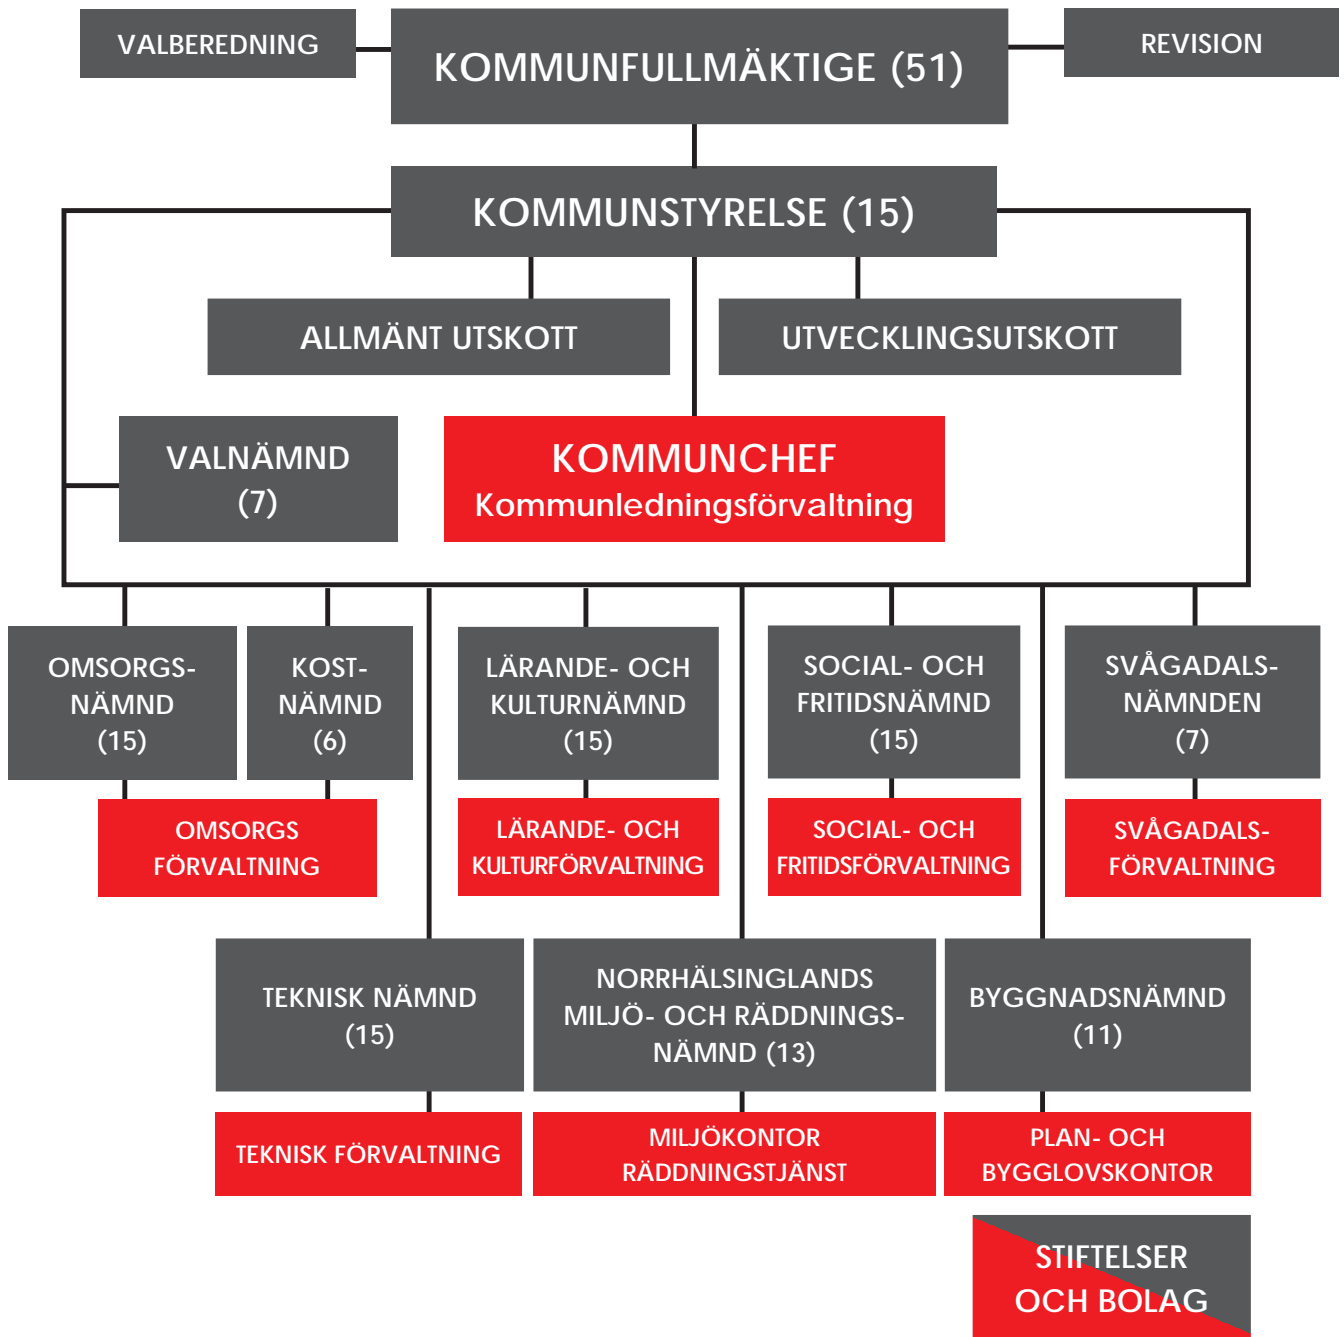 VALBEREDNING
KOMMUNFULLMÄKTIGE (51)
REVISION
KOMMUNSTYRELSE (15)
ALLMÄNT UTSKOTT
UTVECKLINGSUTSKOTT
VALNÄMND
(7)
KOMMUNCHEF
Kommunledningsförvaltning
OMSORGS-
NÄMND
(15)
KOST-
NÄMND
(6)
LÄRANDE- OCH
KULTURNÄMND
(15)
SOCIAL- OCH
FRITIDSNÄMND
(15)
SVÅGADALS-
NÄMNDEN
(7)
OMSORGS
FÖRVALTNING
LÄRANDE- OCH
KULTURFÖRVALTNING
SOCIAL- OCH
FRITIDSFÖRVALTNING
SVÅGADALS-
FÖRVALTNING
TEKNISK NÄMND
(15)
NORRHÄLSINGLANDS
MILJÖ- OCH RÄDDNINGS-
NÄMND (13)
BYGGNADSNÄMND
(11)
TEKNISK FÖRVALTNING
MILJÖKONTOR
RÄDDNINGSTJÄNST
PLAN- OCH
BYGGLOVSKONTOR
STIFTELSER
OCH BOLAG